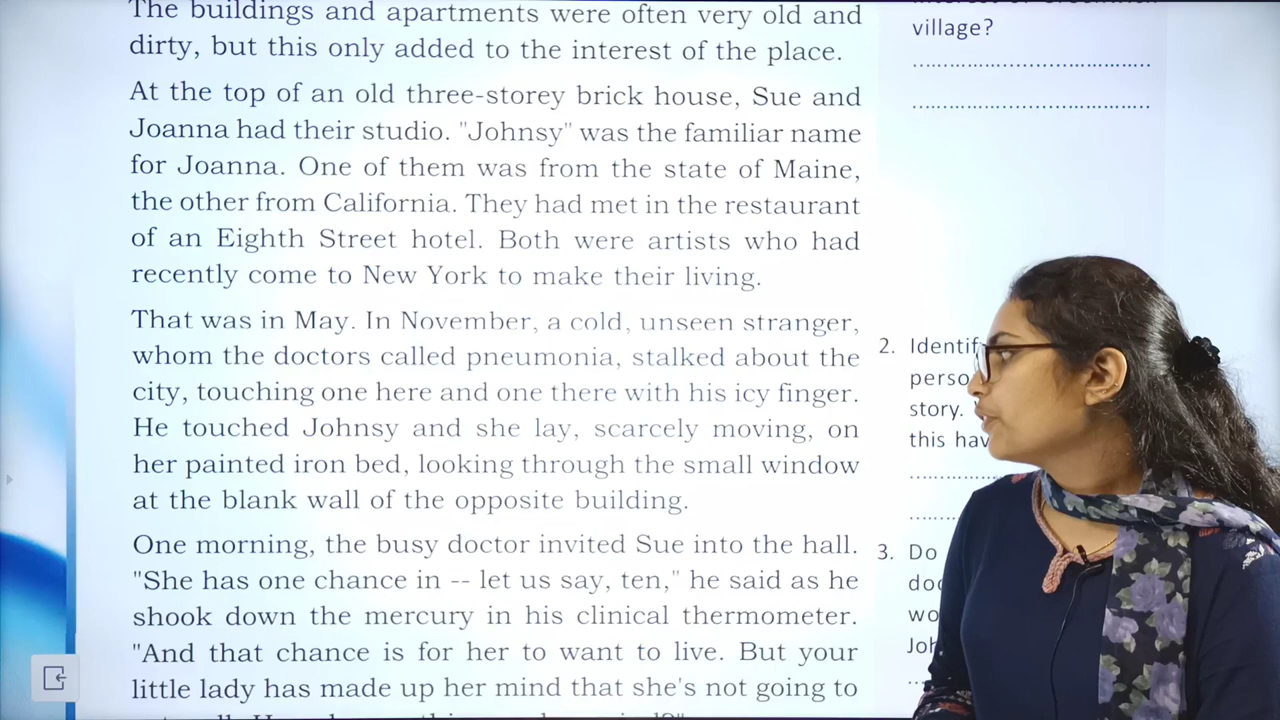 The buildings and apartments were often very old and
dirty, but this only added to the interest of the place.
At the top of an old three-storey brick house, Sue and
Joanna had their studio. "Johnsy" was the familiar name
for Joanna. One of them was from the state of Maine,
the other from California. They had met in the restaurant
of an Eighth Street hotel. Both were artists who had
recently come to New York to make their living.
That was in May. In November, a cold, unseen stranger,
whom the doctors called pneumonia, stalked about the
city, touching one here and one there with his icy finger.
He touched Johnsy and she lay, scarcely moving, on
her painted iron bed, looking through the small window
at the blank wall of the opposite building.
One morning, the busy doctor invited Sue into the hall.
"She has one chance in -- let us say, ten," he said as he
shook down the mercury in his clinical thermometer.
"And that chance is for her to want to live. But your
little lady has made up her mind that she's not going to
village?
2. Identif
perso
story.
this hav
3. Do
doc
wo
Joh